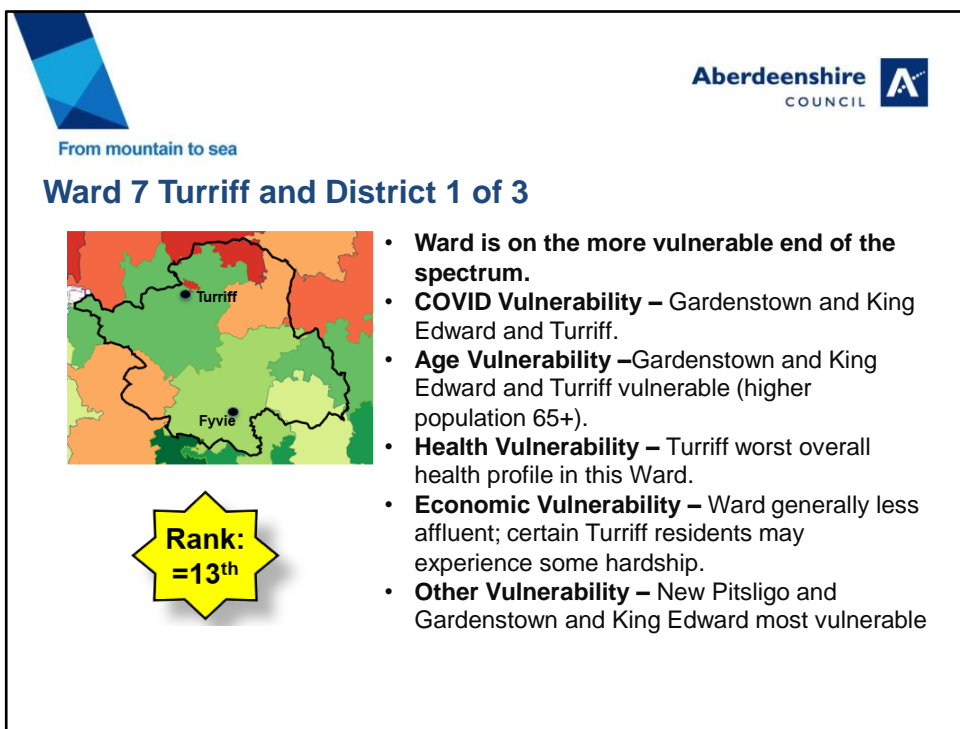 Aberdeenshire
COUNCIL
From mountain to sea
Ward 7 Turriff and District 1 of 3
Turriff
Fyvie
Rank:
=13th
• Ward is on the more vulnerable end of the
spectrum.
• COVID Vulnerability – Gardenstown and King
Edward and Turriff.
• Age Vulnerability –Gardenstown and King
Edward and Turriff vulnerable (higher
population 65+).
• Health Vulnerability – Turriff worst overall
health profile in this Ward.
• Economic Vulnerability – Ward generally less
affluent; certain Turriff residents may
experience some hardship.
• Other Vulnerability – New Pitsligo and
Gardenstown and King Edward most vulnerable